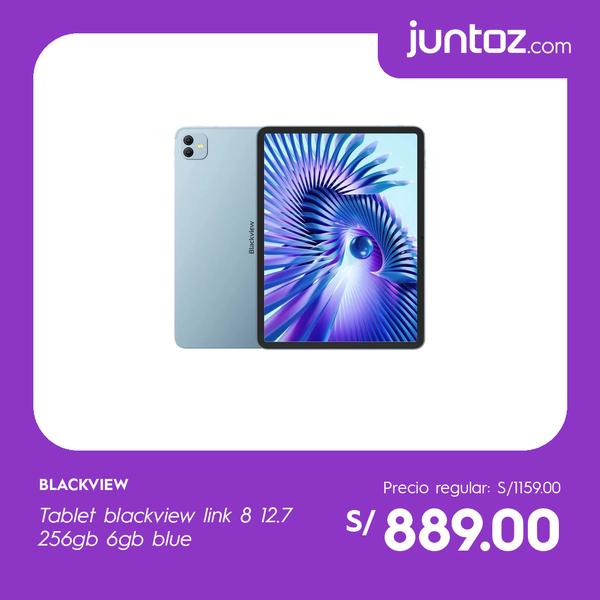 juntoz.com
Blackview
BLACKVIEW
Tablet blackview link 8 12.7
256gb 6gb blue
Precio regular: S/1159.00
S/ 889.00